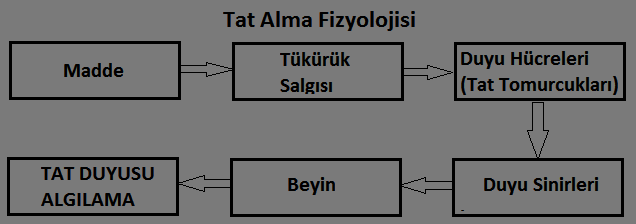 Tat Alma Fizyolojisi
Madde
Tükürük
Salgısı
Duyu Hücreleri
(Tat Tomurcukları)
Duyu Sinirleri
Beyin
TAT DUYUSU
ALGILAMA